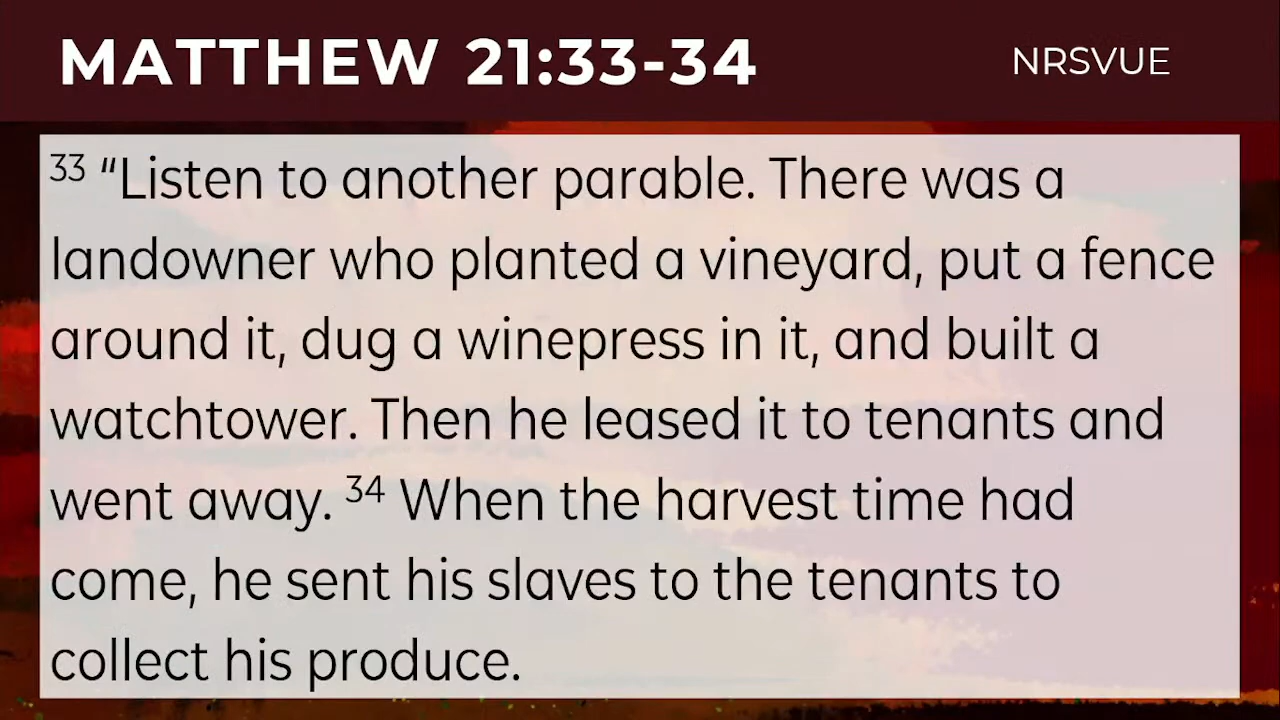 MATTHEW 21:33-34 NRSVUE
33 “Listen to another parable. There was a
landowner who planted a vineyard, put a fence
around it, dug a winepress in it, and built a
watchtower. Then he leased it to tenants and
went away. 34 When the harvest time had
come, he sent his slaves to the tenants to
collect his produce.